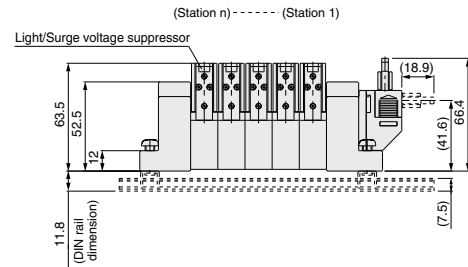 (Station n) ------- (Station 1)
Light/Surge voltage suppressor
(18.9)
63.5
52.5
12
(41.6)
66.4
11.8
(DIN rail
dimension)
(7.5)